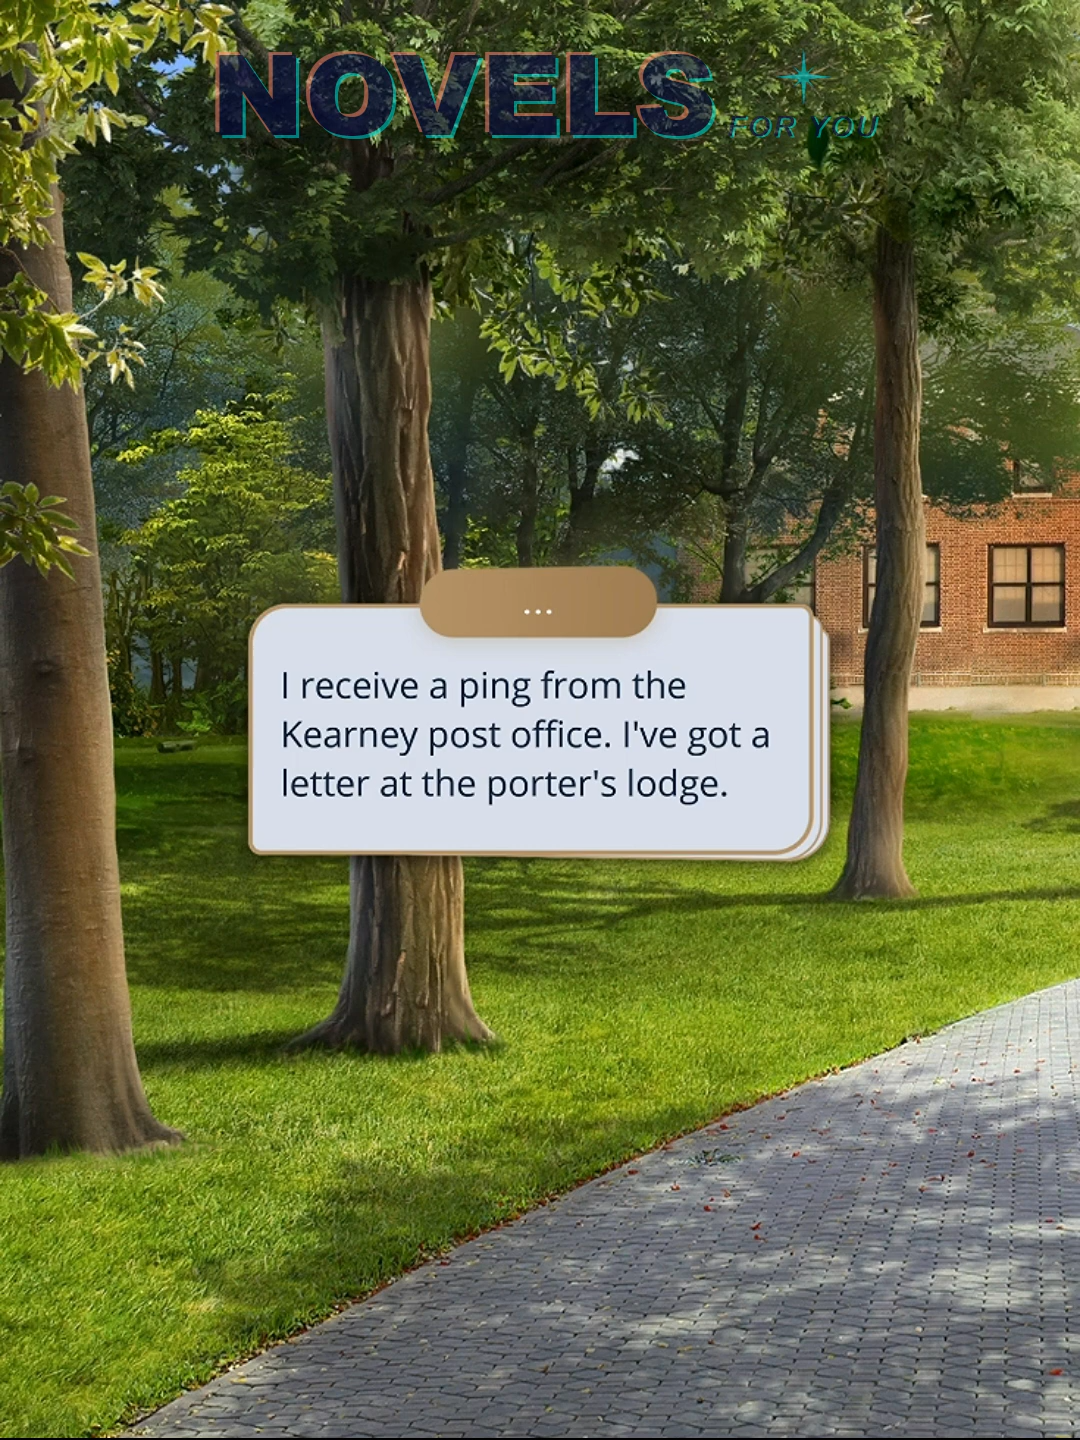 NOVELS
FOR YOU
...
I receive a ping from the
Kearney post office. I've got a
letter at the porter's lodge.